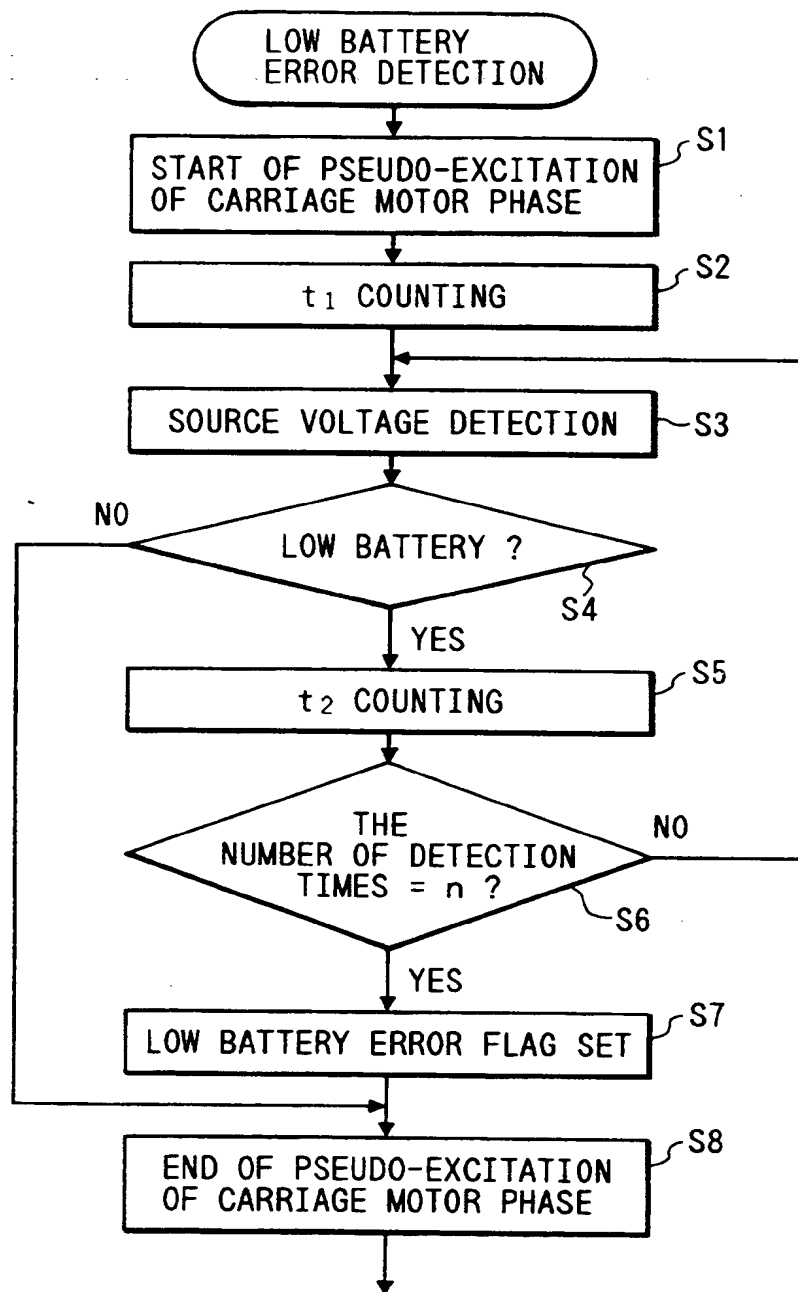 LOW BATTERY
ERROR DETECTION
S1
START OF PSEUDO-EXCITATION
OF CARRIAGE MOTOR PHASE
S2
t1 COUNTING
SOURCE VOLTAGE DETECTION
S3
NO
LOW BATTERY ?
S4
YES
S5
t2 COUNTING
THE
NUMBER OF DETECTION
TIMES = n ?
NO
S6
YES
S7
LOW BATTERY ERROR FLAG SET
S8
END OF PSEUDO-EXCITATION
OF CARRIAGE MOTOR PHASE